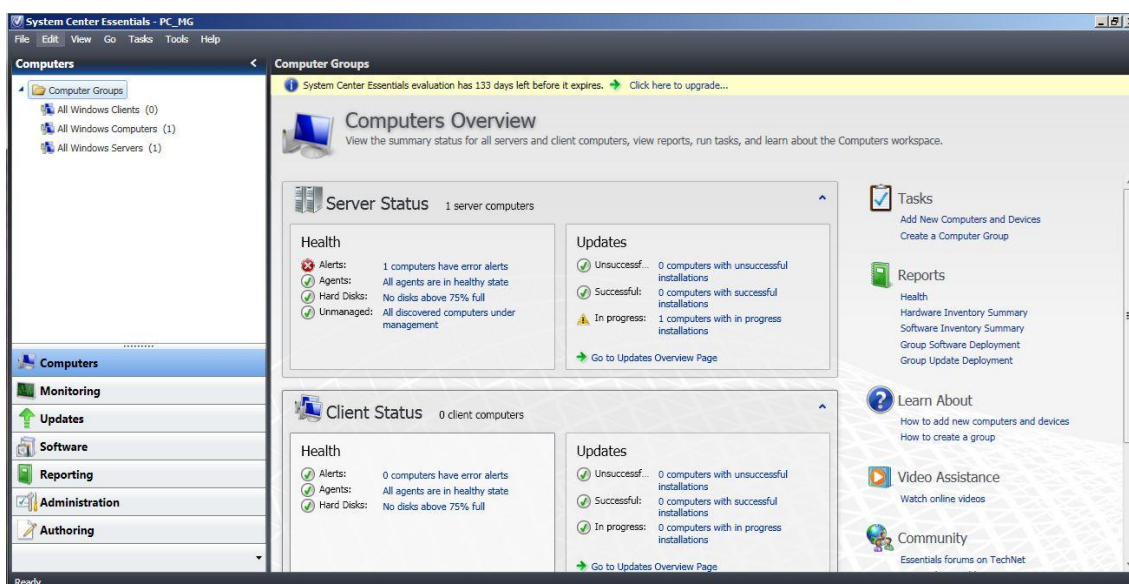 System Center Essentials - PC_MG
File Edit View Go Tasks Tools Help
Computers
Computer Groups
All Windows Clients (0)
All Windows Computers (1)
All Windows Servers (1)
Computers
Monitoring
Updates
Software
Reporting
Administration
Authoring
Computer Groups
System Center Essentials evaluation has 133 days left before it expires. Click here to upgrade...
Computers Overview
View the summary status for all servers and client computers, view reports, run tasks, and learn about the Computers workspace.
Server Status 1 server computers
Health
Alerts: 1 computers have error alerts
Agents: All agents are in healthy state
Hard Disks: No disks above 75% full
Unmanaged: All discovered computers under
management
Updates
Unsuccessf... 0 computers with unsuccessful
installations
Successful: 0 computers with successful
installations
In progress: 1 computers with in progress
installations
Go to Updates Overview Page
Client Status 0 client computers
Health
Alerts: 0 computers have error alerts
Agents: All agents are in healthy state
Hard Disks: No disks above 75% full
Updates
Unsuccessf... 0 computers with unsuccessful
installations
Successful: 0 computers with successful
installations
In progress: 0 computers with in progress
installations
Go to Updates Overview Page
Tasks
Add New Computers and Devices
Create a Computer Group
Reports
Health
Hardware Inventory Summary
Software Inventory Summary
Group Software Deployment
Group Update Deployment
Learn About
How to add new computers and devices
How to create a group
Video Assistance
Watch online videos
Community
Essentials forums on TechNet
Ready